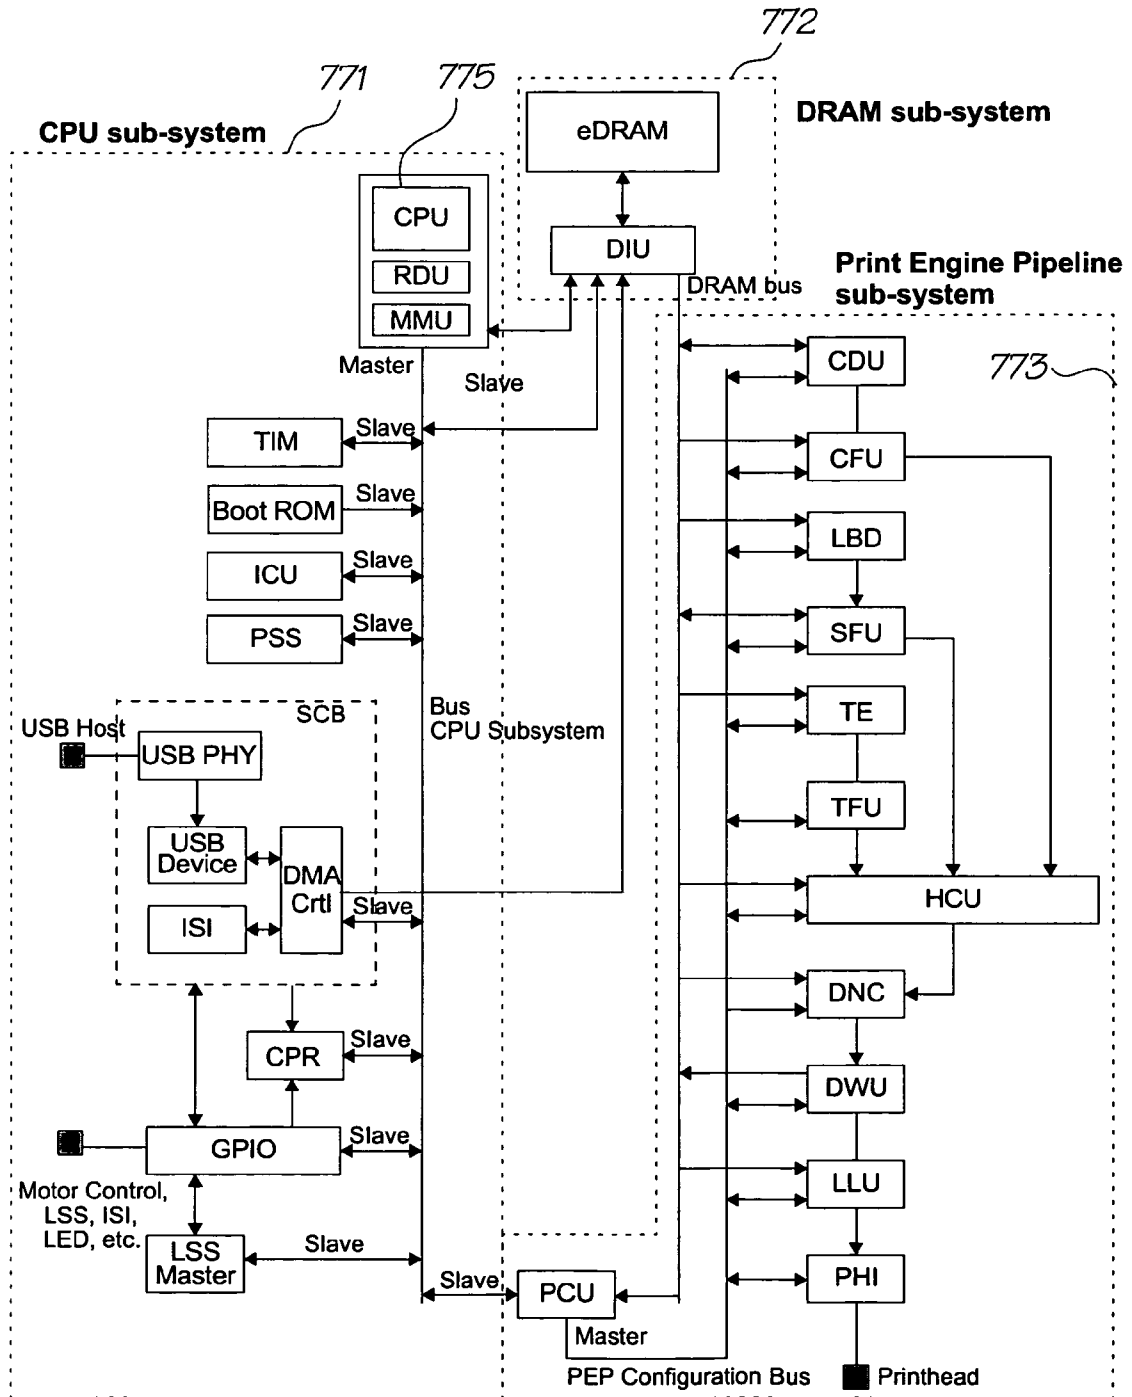 772
771
775
DRAM sub-system
CPU sub-system
eDRAM
CPU
DIU
RDU
Print Engine Pipeline
sub-system
DRAM bus
MMU
Master
CDU
773
Slave
TIM
Slave
CFU
Boot ROM
Slave
LBD
ICU
Slave
PSS
Slave
SFU
SCB
Bus
CPU Subsystem
TE
USB Host
USB PHY
TFU
USB
Device
DMA
Crtl
Slave
HCU
ISI
DNC
CPR
Slave
DWU
GPIO
Slave
Motor Control,
LSS, ISI,
LED, etc.
LLU
LSS
Master
Slave
Slave
PCU
PHI
Master
PEP Configuration Bus
Printhead